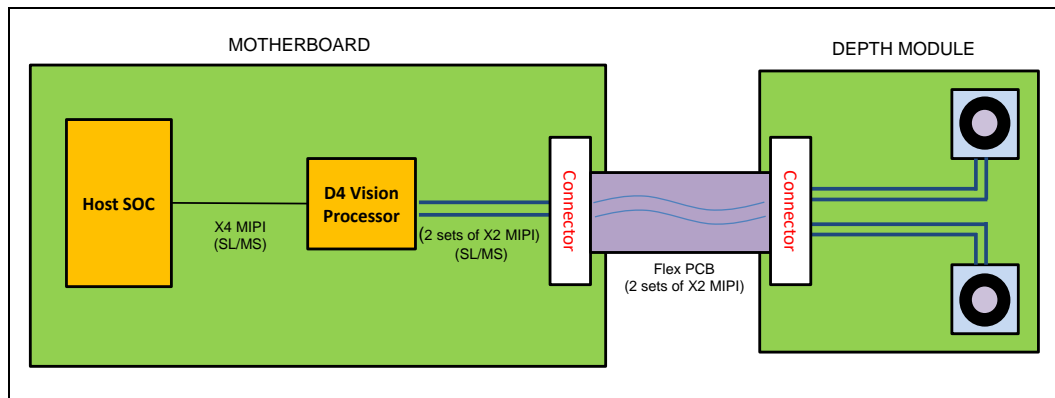 MOTHERBOARD
DEPTH MODULE
Host SOC
X4 MIPI
(SL/MS)
D4 Vision
Processor
(2 sets of X2 MIPI)
(SL/MS)
Connector
Flex PCB
(2 sets of X2 MIPI)
Connector